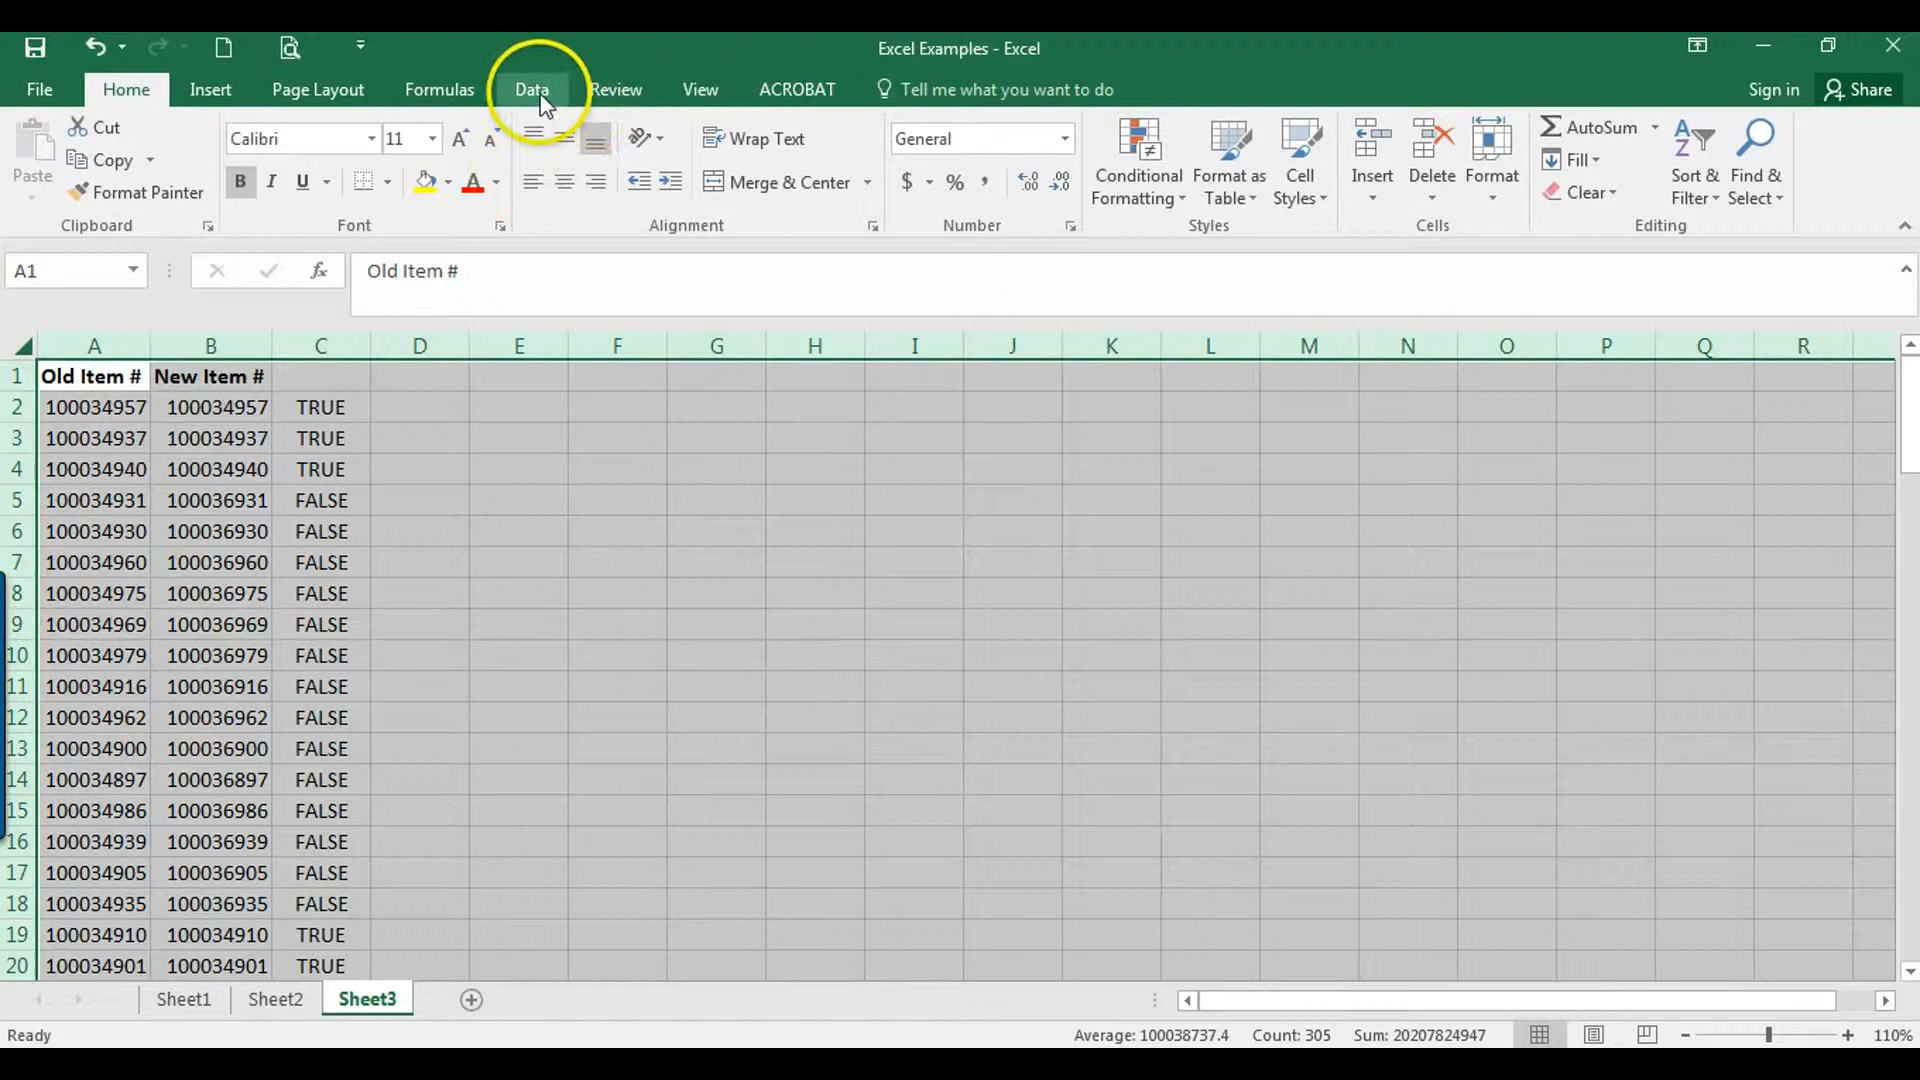 Excel Examples - Excel
File Home Insert Page Layout Formulas Data Review View ACROBAT Tell me what you want to do Sign in Share
Paste
Cut
Copy
Format Painter
Clipboard
Calibri 11
B I U
Font
Wrap Text
Merge & Center
Alignment
General
$ % ,
Number
Conditional Formatting
Format as Table
Cell Styles
Styles
Insert Delete Format
Cells
AutoSum
Fill
Clear
Sort & Filter
Find & Select
Editing
A1 fx Old Item #
A B C D E F G H I J K L M N O P Q R
1 Old Item # New Item #
2 100034957 100034957 TRUE
3 100034937 100034937 TRUE
4 100034940 100034940 TRUE
5 100034931 100036931 FALSE
6 100034930 100036930 FALSE
7 100034960 100036960 FALSE
8 100034975 100036975 FALSE
9 100034969 100036969 FALSE
10 100034979 100036979 FALSE
11 100034916 100036916 FALSE
12 100034962 100036962 FALSE
13 100034900 100036900 FALSE
14 100034897 100036897 FALSE
15 100034986 100036986 FALSE
16 100034939 100036939 FALSE
17 100034905 100036905 FALSE
18 100034935 100036935 FALSE
19 100034910 100034910 TRUE
20 100034901 100034901 TRUE
Sheet1 Sheet2 Sheet3
Ready Average: 100038737.4 Count: 305 Sum: 20207824947 110%